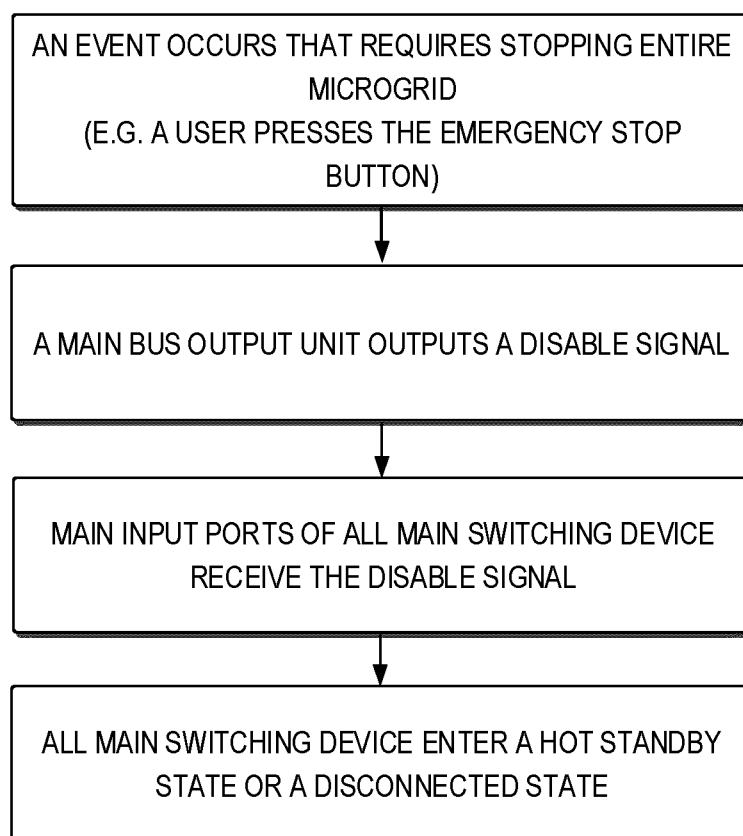 AN EVENT OCCURS THAT REQUIRES STOPPING ENTIRE
MICROGRID
(E.G. A USER PRESSES THE EMERGENCY STOP
BUTTON)
A MAIN BUS OUTPUT UNIT OUTPUTS A DISABLE SIGNAL
MAIN INPUT PORTS OF ALL MAIN SWITCHING DEVICE
RECEIVE THE DISABLE SIGNAL
ALL MAIN SWITCHING DEVICE ENTER A HOT STANDBY
STATE OR A DISCONNECTED STATE